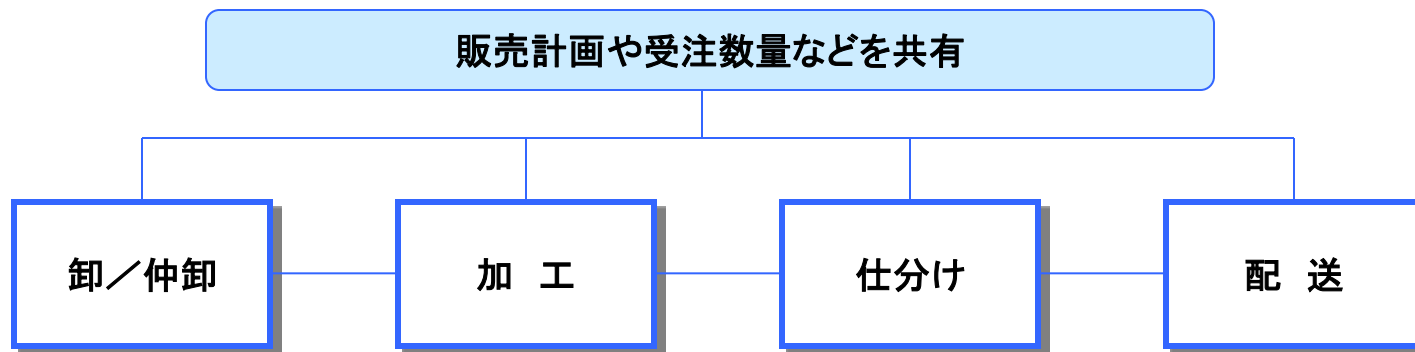 販売計画や受注数量などを共有
卸／仲卸
加　工
仕分け
配　送